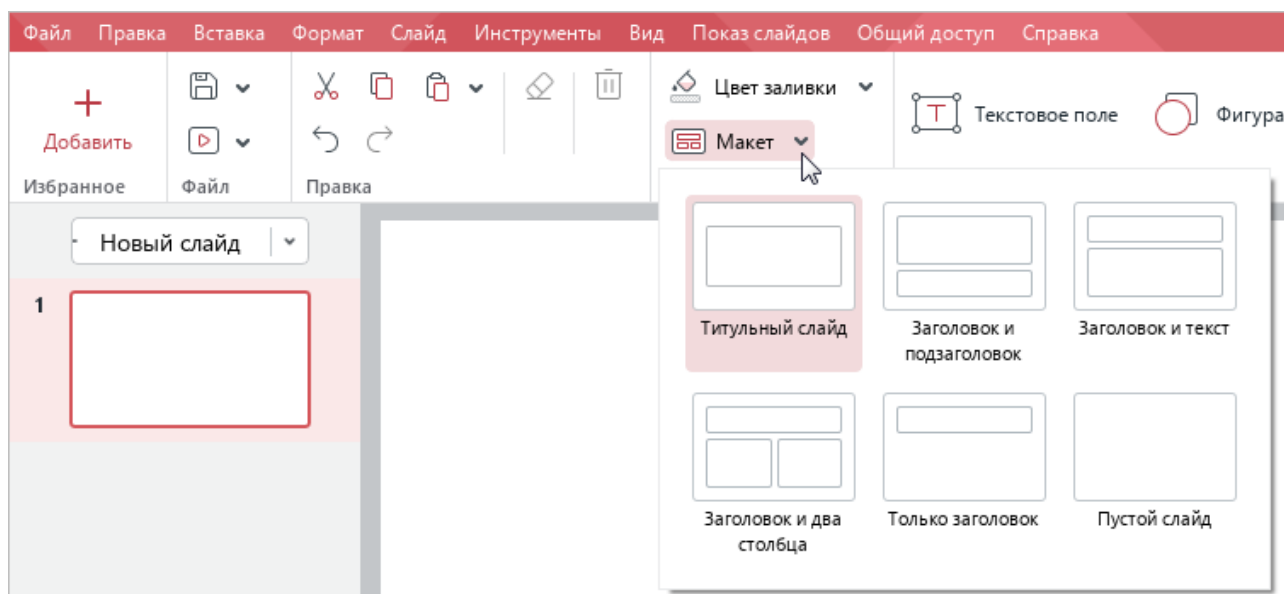 Файл Правка Вставка Формат Слайд Инструменты Вид Показ слайдов Общий доступ Справка
Цвет заливки
Добавить
Макет
Текстовое поле
Фигура
Избранное Файл Правка
Новый слайд
1
Титульный слайд
Заголовок и
подзаголовок
Заголовок и текст
Заголовок и два
столбца
Только заголовок
Пустой слайд